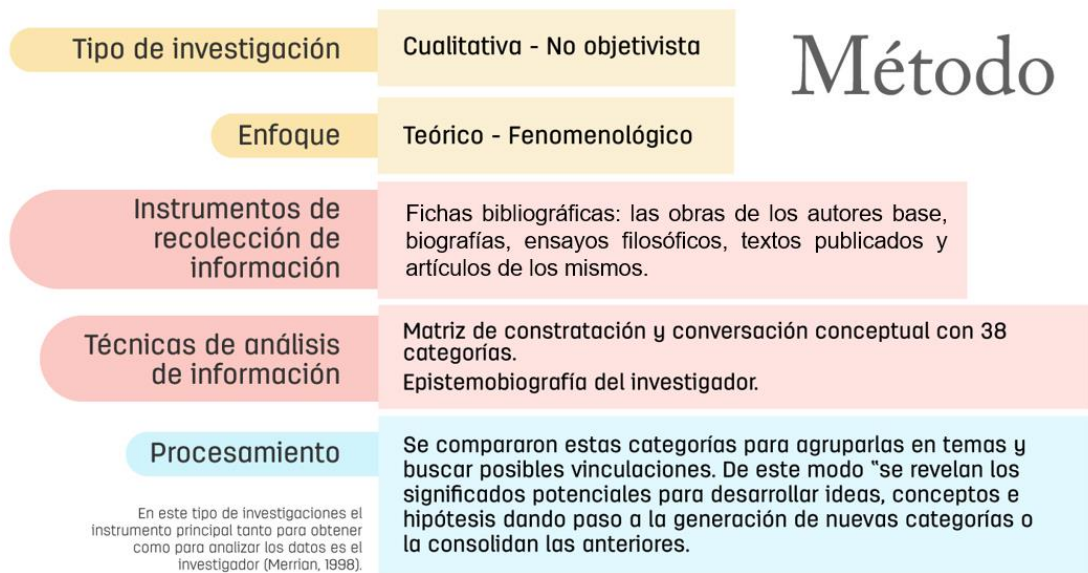 Método
Tipo de investigación
Cualitativa - No objetivista
Enfoque
Teórico - Fenomenológico
Instrumentos de
recolección de
información
Fichas bibliográficas: las obras de los autores base,
biografías, ensayos filosóficos, textos publicados y
artículos de los mismos.
Técnicas de análisis
de información
Matriz de constratación y conversación conceptual con 38
categorías.
Epistemobiografía del investigador.
Procesamiento
Se compararon estas categorías para agruparlas en temas y
buscar posibles vinculaciones. De este modo "se revelan los
significados potenciales para desarrollar ideas, conceptos e
hipótesis dando paso a la generación de nuevas categorías o
la consolidan las anteriores.
En este tipo de investigaciones el
instrumento principal tanto para obtener
como para analizar los datos es el
investigador (Merrian, 1998).